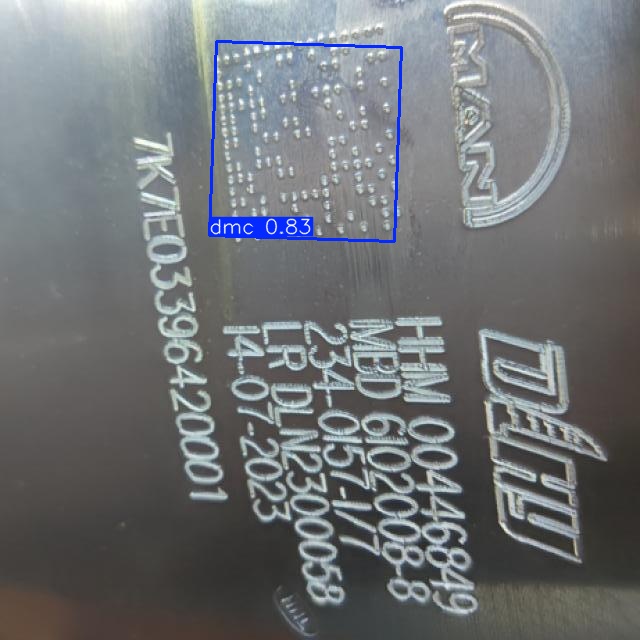 MAN
DEUTZ
HHM 00446849
MBD 6102008-8
234-0157-1/7
LR DLN2300058
14-07-2023
7K7E03396420001
dmc 0.83